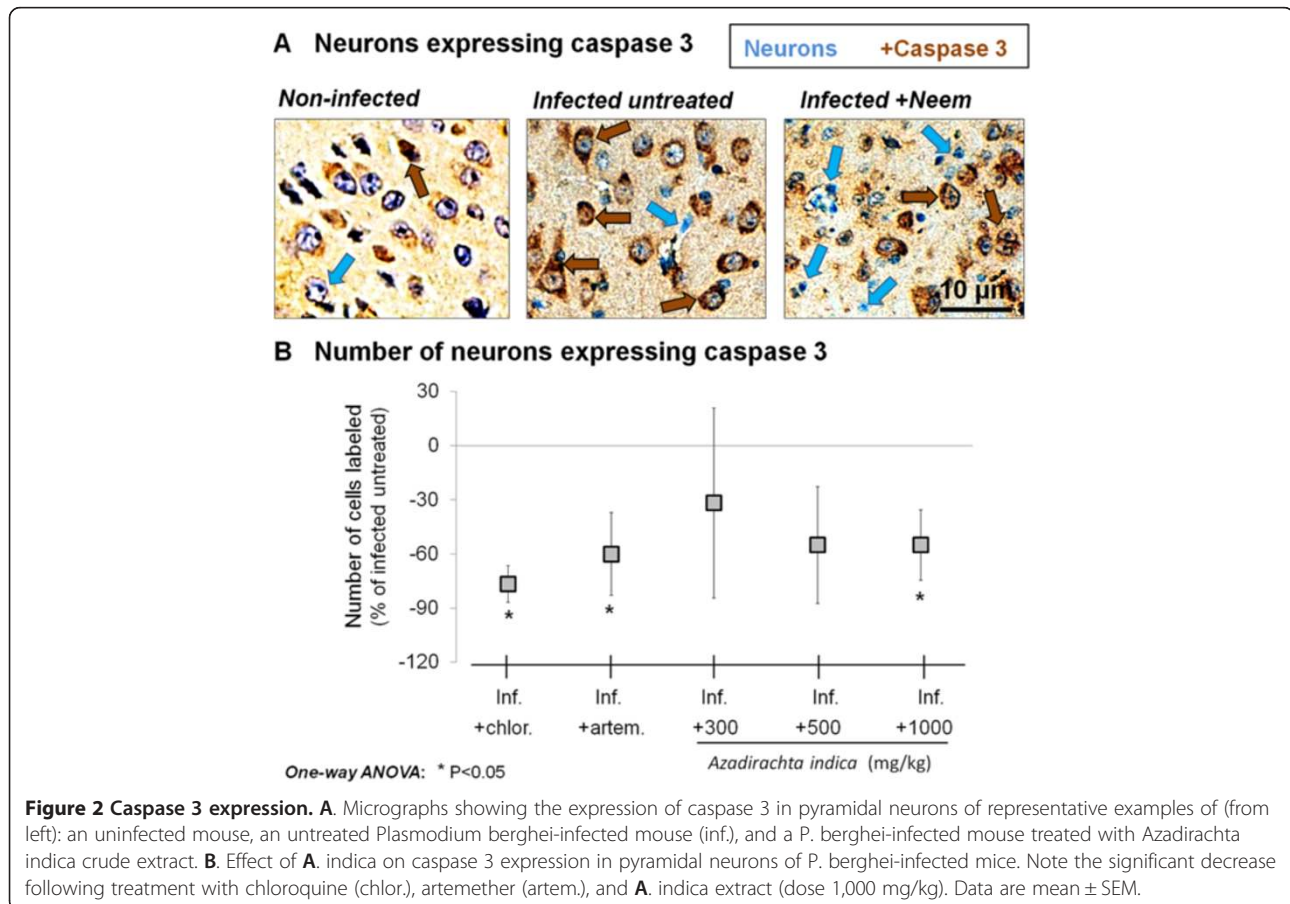 A Neurons expressing caspase 3
Neurons +Caspase 3
Non-infected
Infected untreated
Infected +Neem
10 µm
B Number of neurons expressing caspase 3
Number of cells labeled
(% of infected untreated)
30
0
-30
-60
-90
-120
*
*
*
Inf. Inf. Inf. Inf. Inf.
+chlor. +artem. +300 +500 +1000
Azadirachta indica (mg/kg)
One-way ANOVA: * P<0.05
Figure 2 Caspase 3 expression. A. Micrographs showing the expression of caspase 3 in pyramidal neurons of representative examples of (from
left): an uninfected mouse, an untreated Plasmodium berghei-infected mouse (inf.), and a P. berghei-infected mouse treated with Azadirachta
indica crude extract. B. Effect of A. indica on caspase 3 expression in pyramidal neurons of P. berghei-infected mice. Note the significant decrease
following treatment with chloroquine (chlor.), artemether (artem.), and A. indica extract (dose 1,000 mg/kg). Data are mean ± SEM.